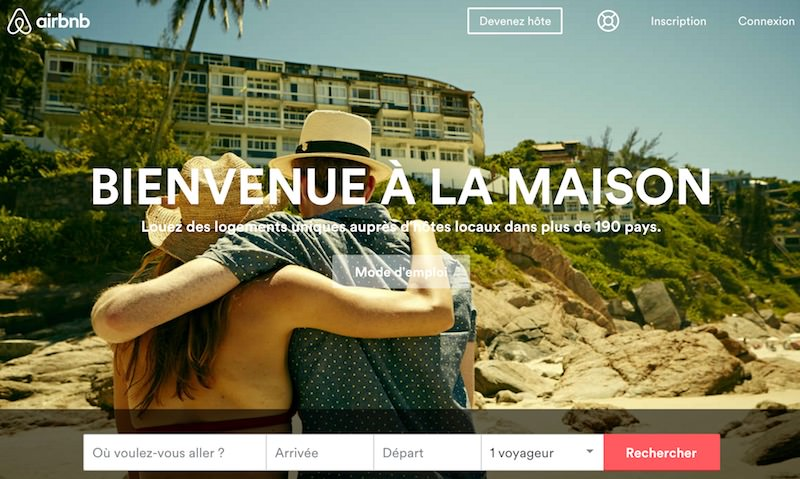 airbnb
Devenez hôte
Inscription
Connexion
BIENVENUE À LA MAISON
Louez des logements uniques auprès d'hôtes locaux dans plus de 190 pays.
Mode d'emploi
Où voulez-vous aller ?
Arrivée
Départ
1 voyageur
Rechercher